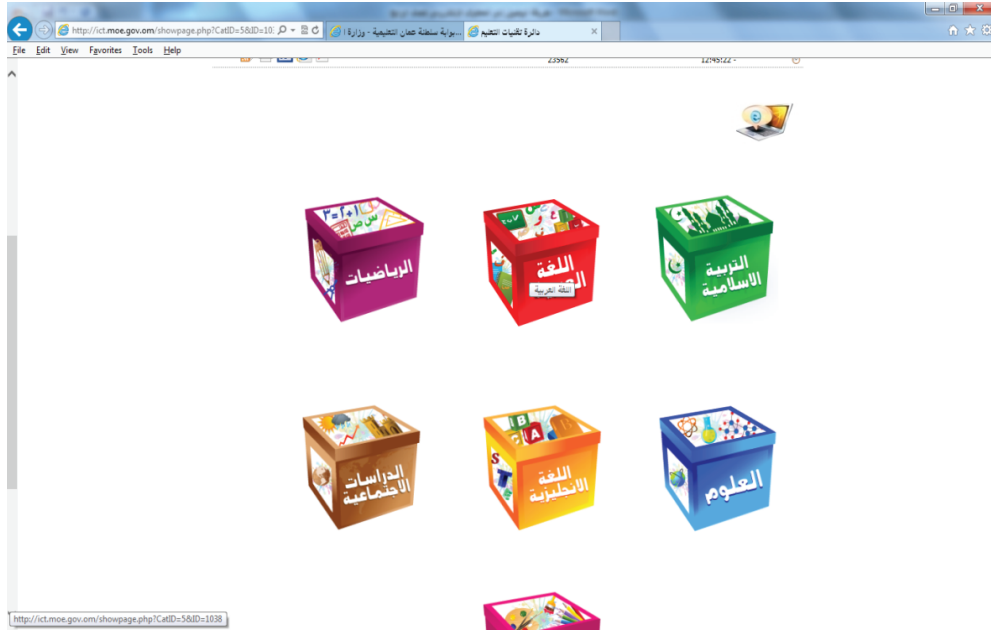 http://ict.moe.gov.om/showpage.php?CatID=5&ID=10
بوابة سلطنة عمان التعليمية - وزارة ا...
دائرة تقنيات التعليم
File Edit View Favorites Tools Help
23562
12:45:22 -
التربية
الاسلامية
اللغة
اللغة العربية
الرياضيات
العلوم
اللغة
الانجليزية
الدراسات
الاجتماعية
http://ict.moe.gov.om/showpage.php?CatID=5&ID=1038